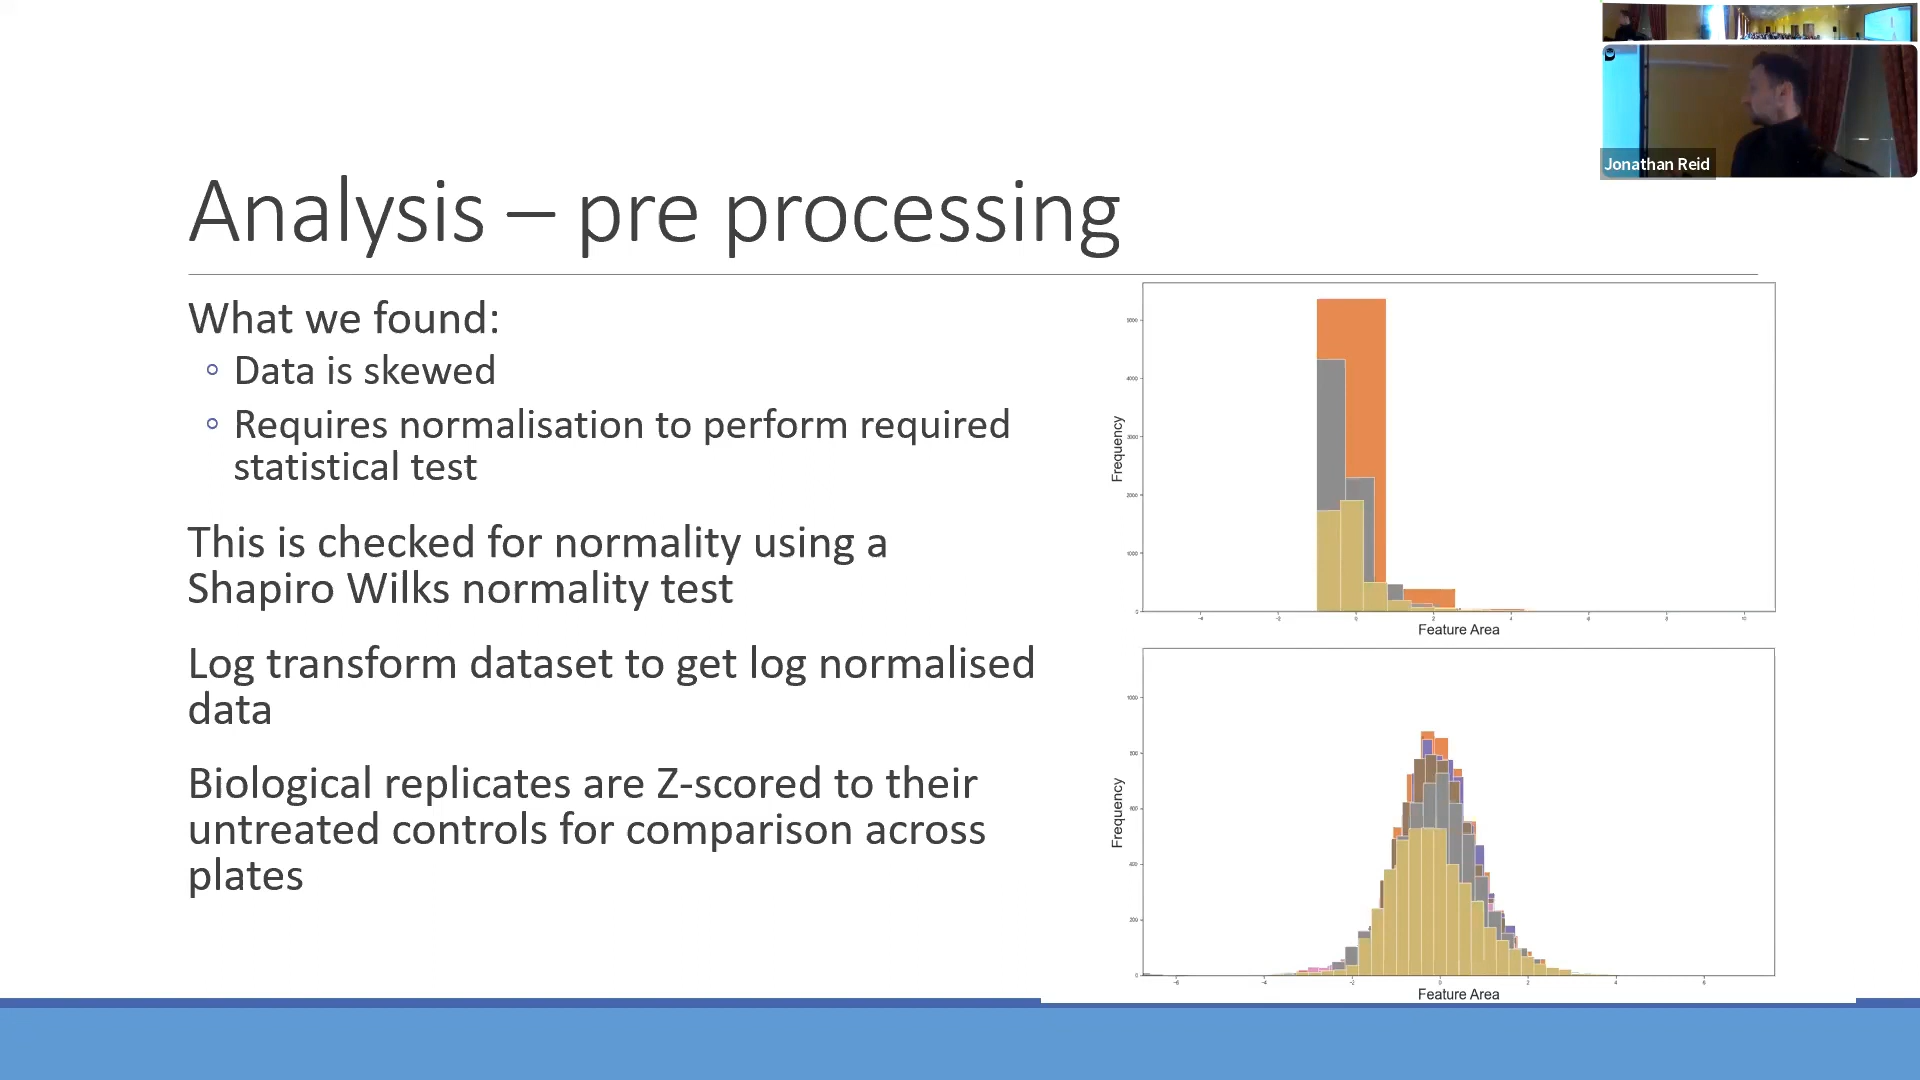 Jonathan Reid
Analysis – pre processing
What we found:
Data is skewed
Requires normalisation to perform required
statistical test
This is checked for normality using a
Shapiro Wilks normality test
Log transform dataset to get log normalised
data
Biological replicates are Z-scored to their
untreated controls for comparison across
plates
Frequency
Feature Area
Frequency
Feature Area